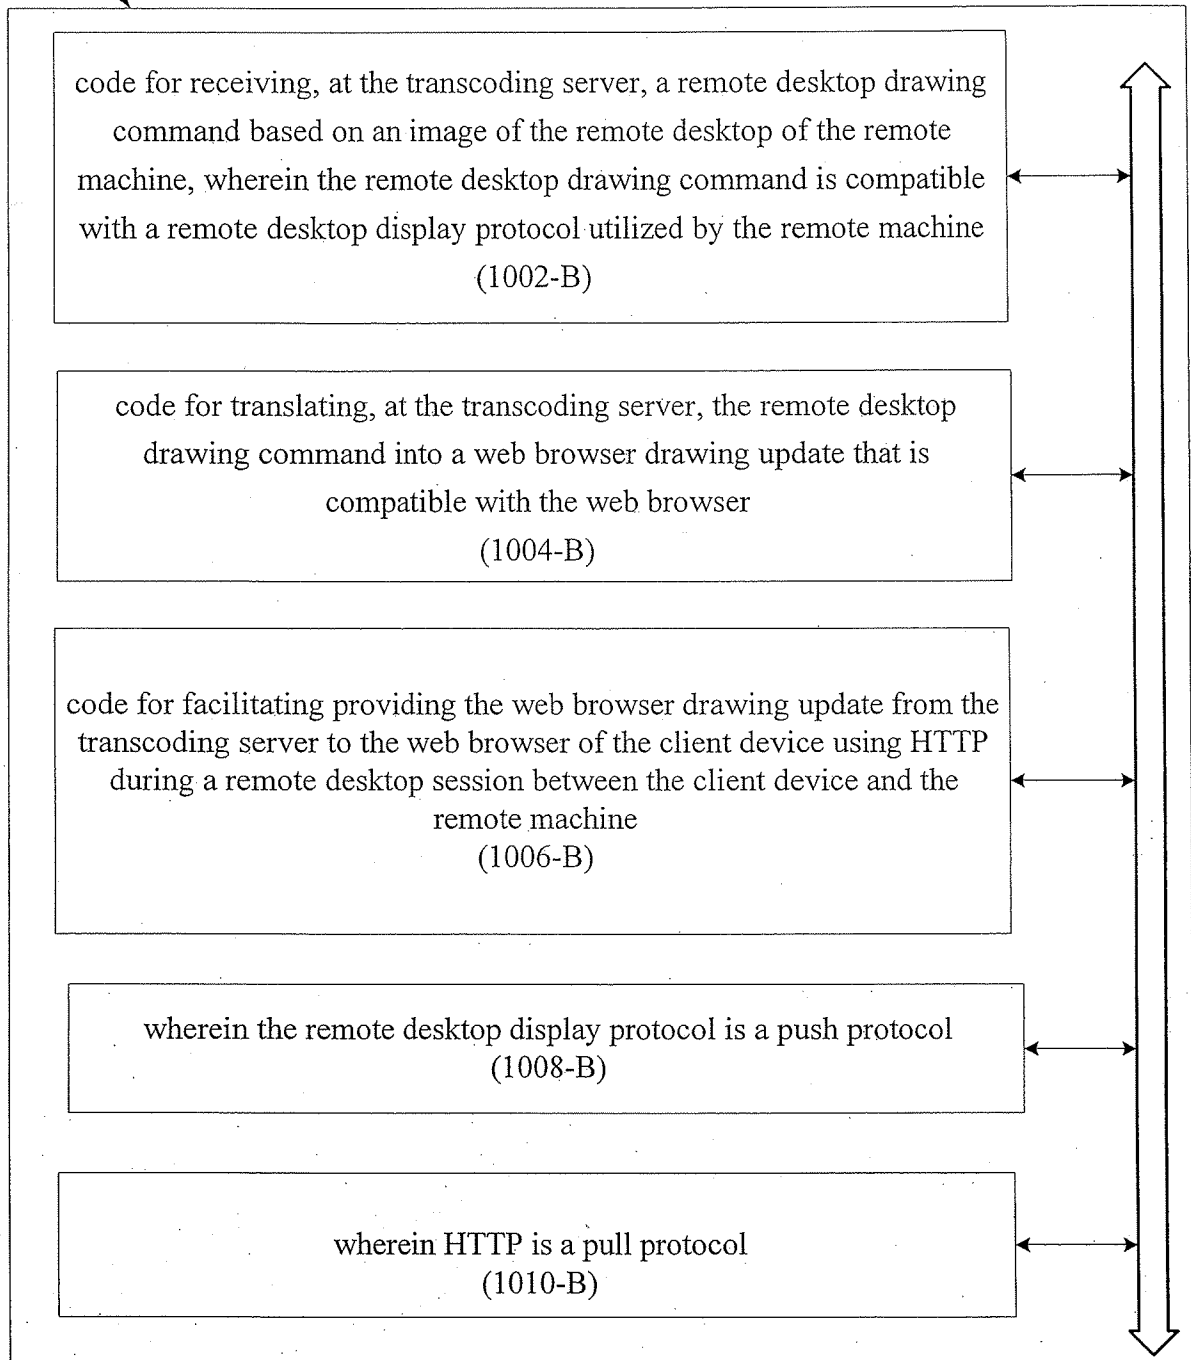 code for receiving, at the transcoding server, a remote desktop drawing
command based on an image of the remote desktop of the remote
machine, wherein the remote desktop drawing command is compatible
with a remote desktop display protocol utilized by the remote machine
(1002-B)
code for translating, at the transcoding server, the remote desktop
drawing command into a web browser drawing update that is
compatible with the web browser
(1004-B)
code for facilitating providing the web browser drawing update from the
transcoding server to the web browser of the client device using HTTP
during a remote desktop session between the client device and the
remote machine
(1006-B)
wherein the remote desktop display protocol is a push protocol
(1008-B)
wherein HTTP is a pull protocol
(1010-B)